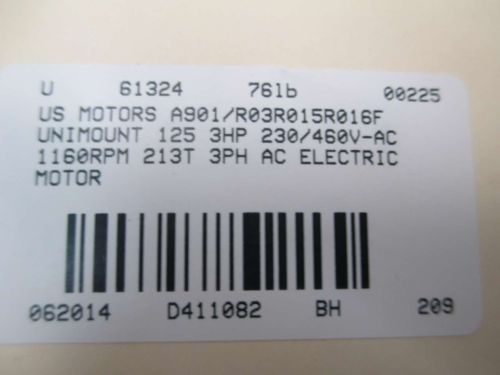 U 61324 76lb 00225
US MOTORS A901/R03R015R016F
UNIMOUNT 125 3HP 230/460V-AC
1160RPM 213T 3PH AC ELECTRIC
MOTOR
062014 D411082 BH 209